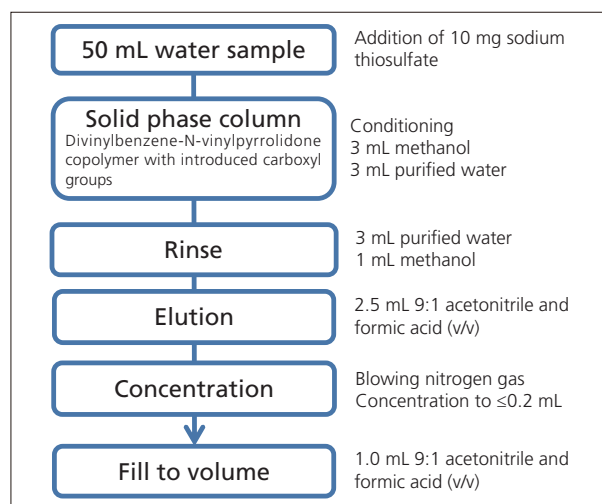 50 mL water sample
Addition of 10 mg sodium
thiosulfate
Solid phase column
Divinylbenzene-N-vinylpyrrolidone
copolymer with introduced carboxyl
groups
Conditioning
3 mL methanol
3 mL purified water
Rinse
3 mL purified water
1 mL methanol
Elution
2.5 mL 9:1 acetonitrile and
formic acid (v/v)
Concentration
Blowing nitrogen gas
Concentration to ≤0.2 mL
Fill to volume
1.0 mL 9:1 acetonitrile and
formic acid (v/v)